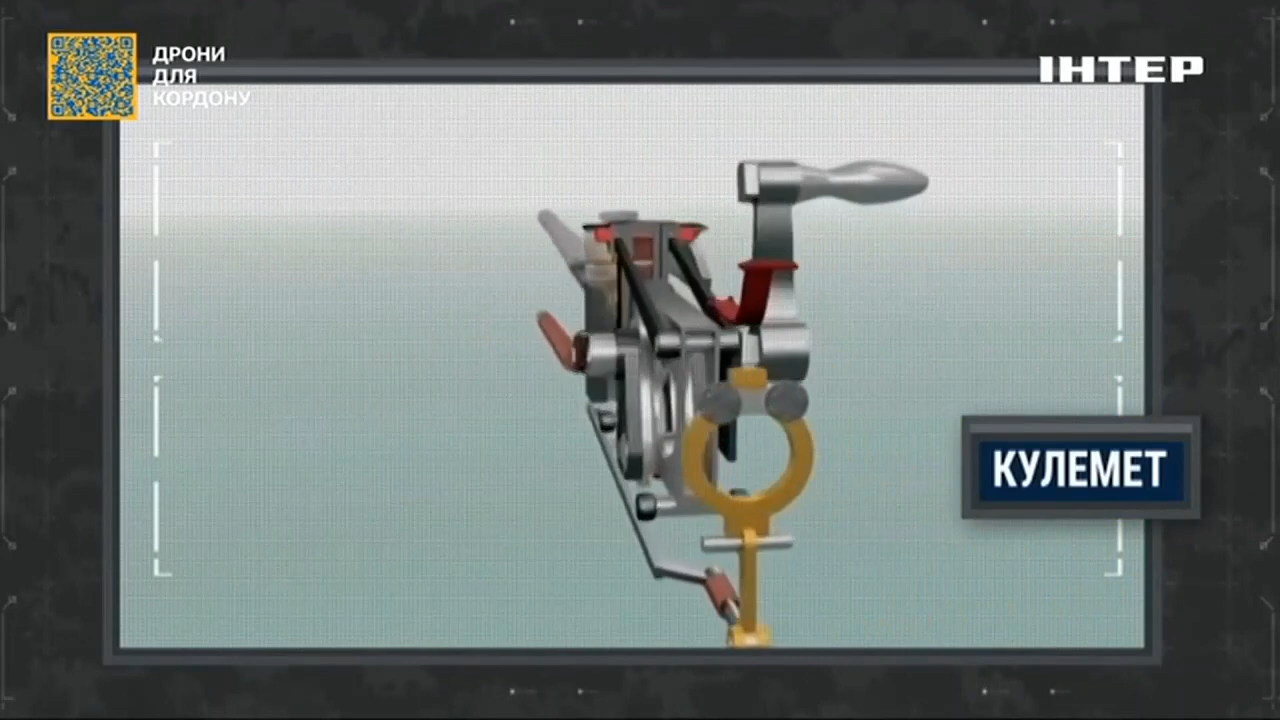 ДРОНИ
ДЛЯ
КОРДОНУ
ІНТЕР
КУЛЕМЕТ